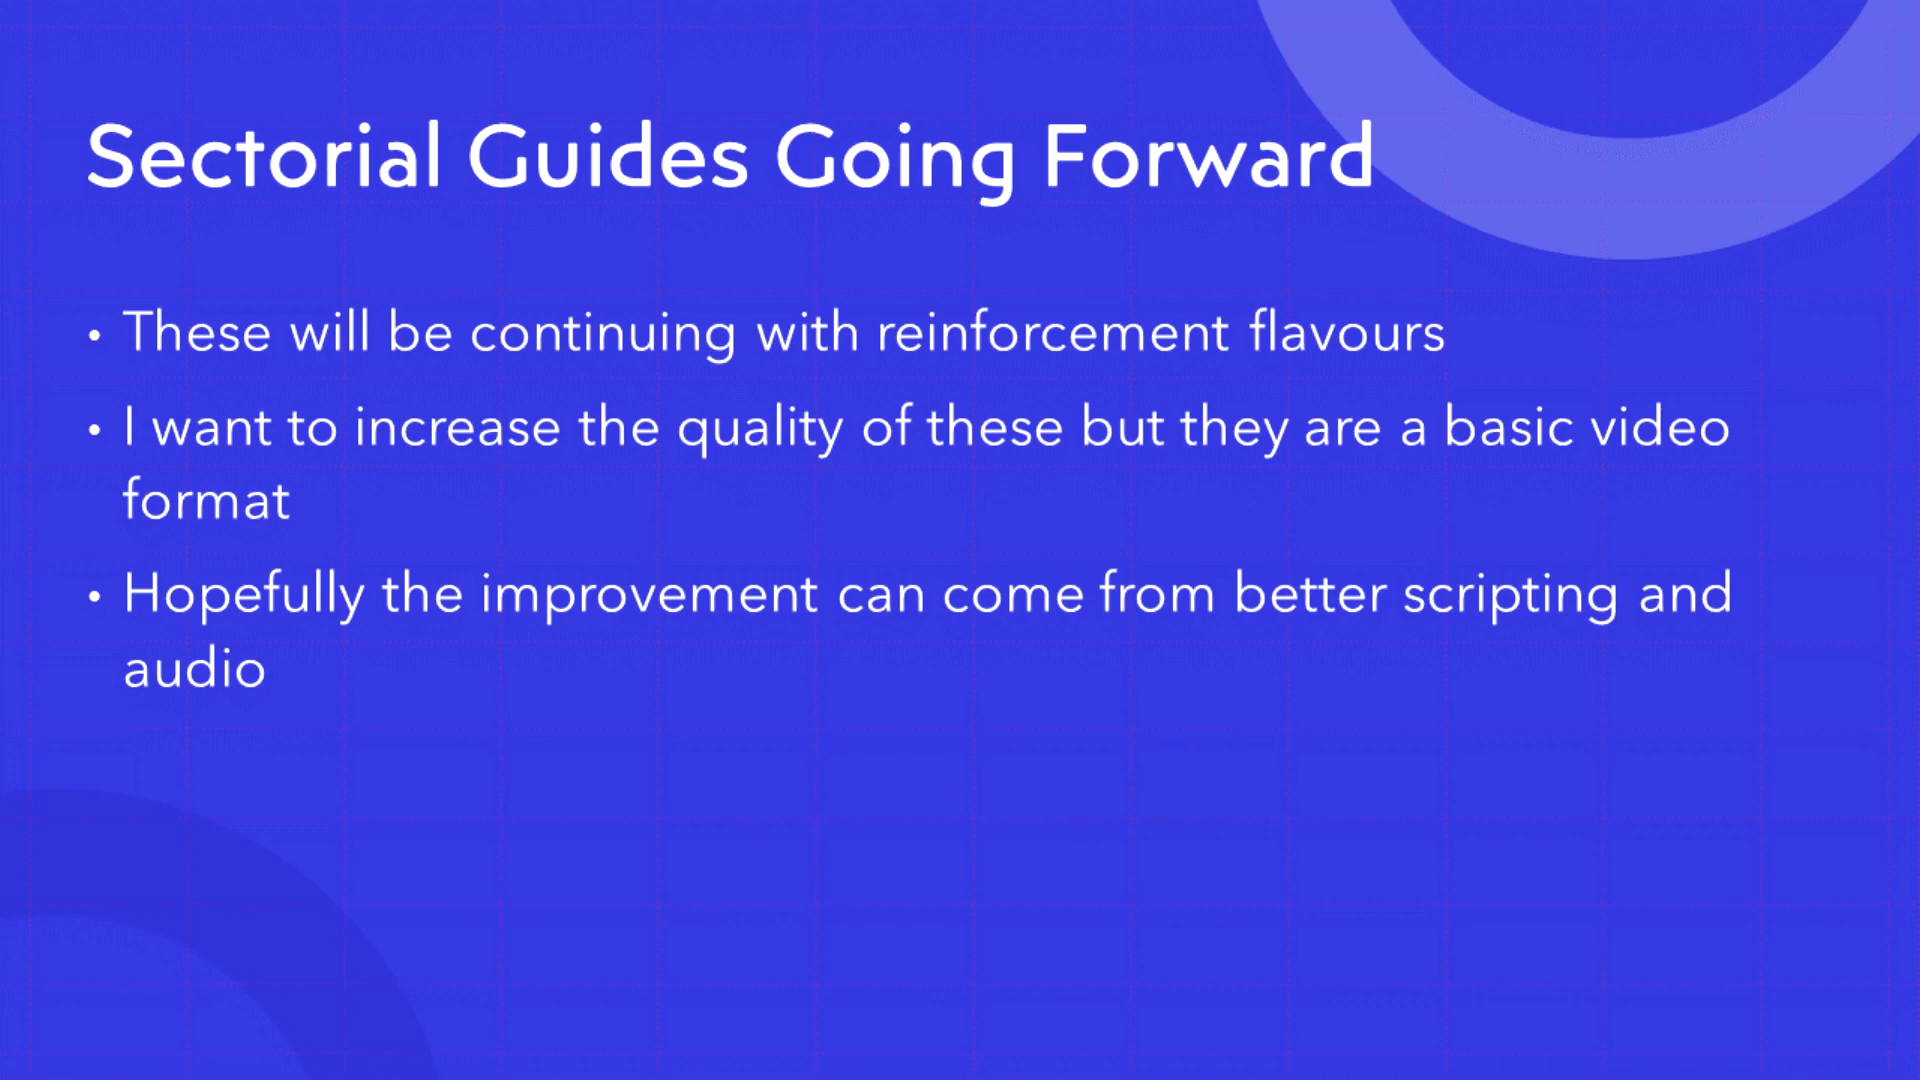 Sectorial Guides Going Forward
• These will be continuing with reinforcement flavours
• I want to increase the quality of these but they are a basic video
format
• Hopefully the improvement can come from better scripting and
audio